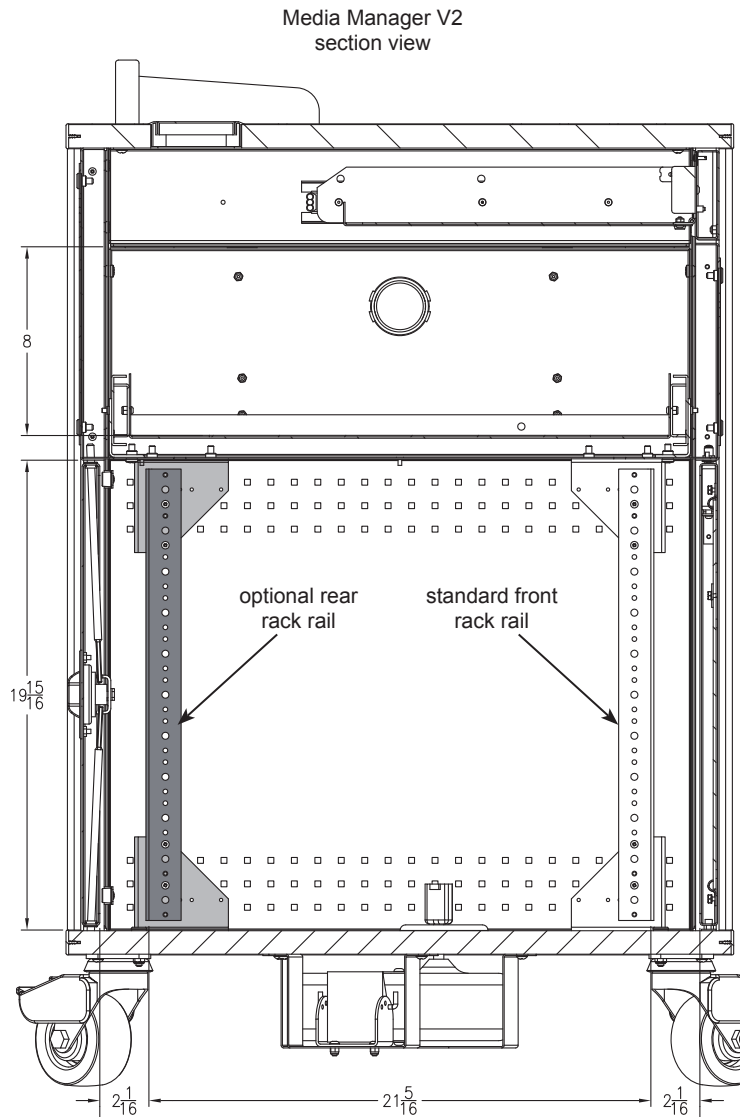 Media Manager V2
section view
8
optional rear
rack rail
standard front
rack rail
19 15/16
2 1/16
21 5/16
2 1/16